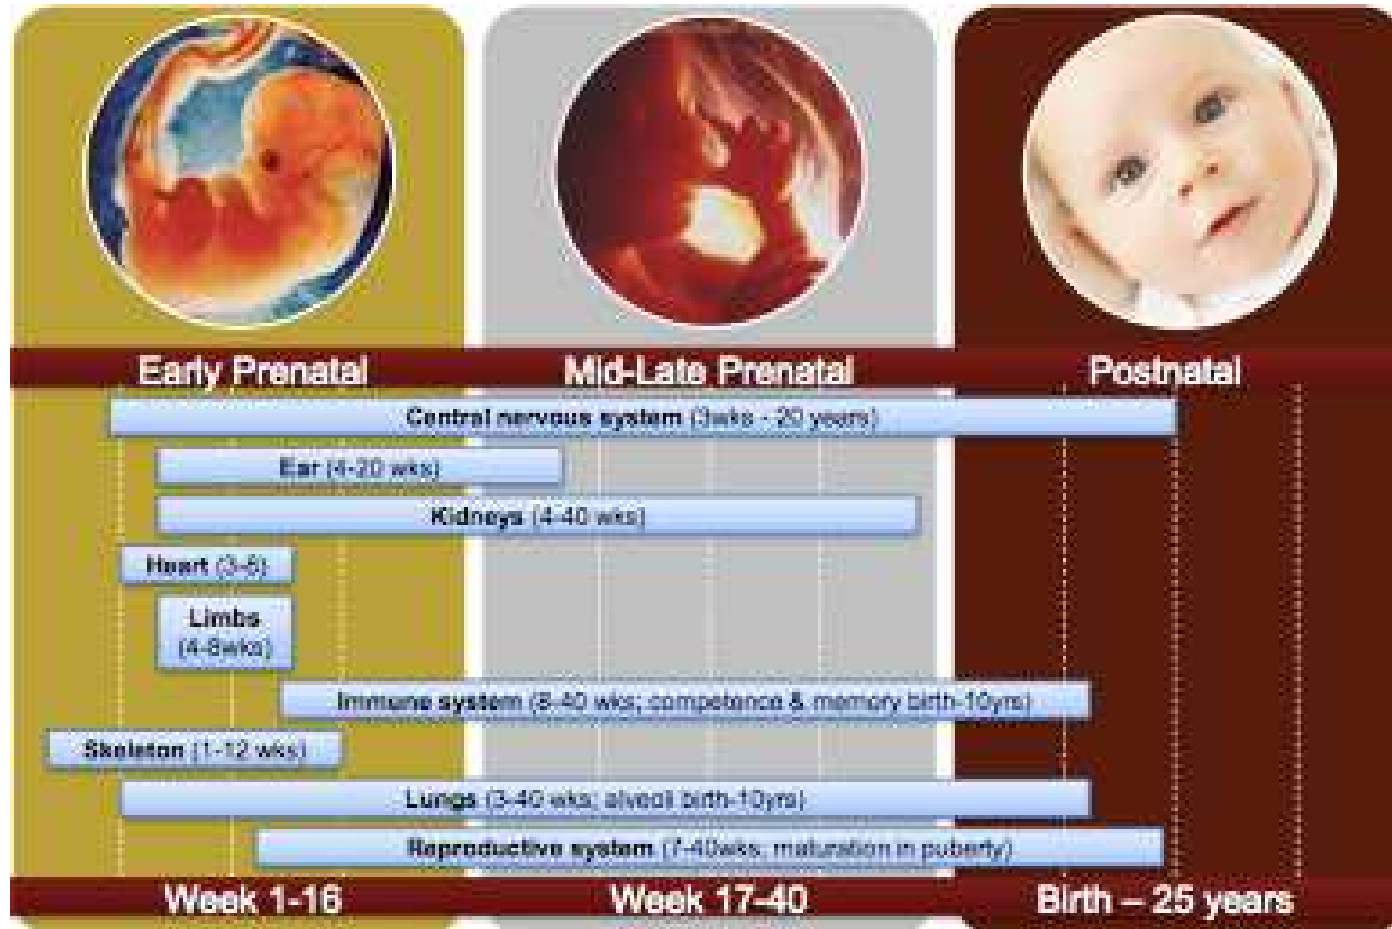 Early Prenatal
Mid-Late Prenatal
Postnatal
Central nervous system (3wks - 20 years)
Ear (4-20 wks)
Kidneys (4-40 wks)
Heart
Limbs
(4-8wks)
Immune system (8-40 wks; competence & memory birth-10yrs)
Skeleton (1-12 wks)
Lungs (3-40 wks; alveoli birth-10yrs)
Reproductive system (7-40wks; maturation in puberty)
Week 1-16
Week 17-40
Birth – 25 years